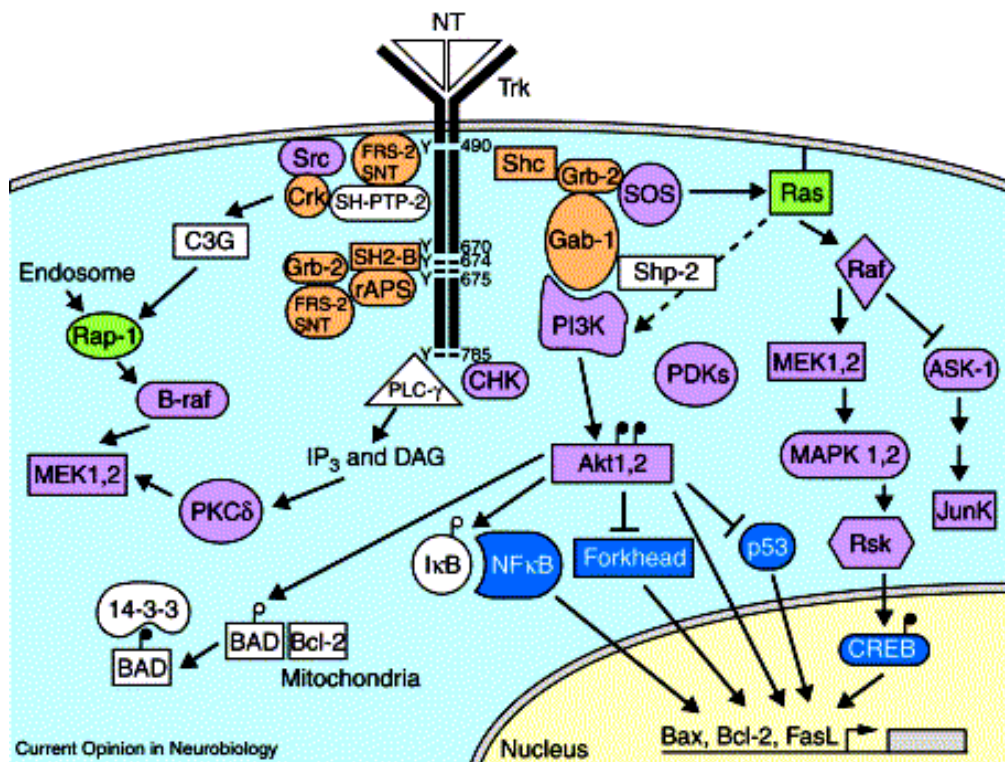 NT
Trk
Src
FRS-2
SNT
Y
490
Shc
Grb-2
SOS
Ras
Crk
SH-PTP-2
C3G
Gab-1
Shp-2
Raf
Endosome
Grb-2
SH2-B
Y
670
Y
674
Y
675
FRS-2
SNT
rAPS
Rap-1
PI3K
PDKs
MEK1,2
ASK-1
Y
785
PLC-γ
CHK
B-raf
IP3 and DAG
Akt1,2
MAPK 1,2
MEK1,2
PKCδ
JunK
IκB
NFκB
Forkhead
p53
Rsk
14-3-3
BAD
BAD
Bcl-2
Mitochondria
CREB
Bax, Bcl-2, FasL
Current Opinion in Neurobiology
Nucleus